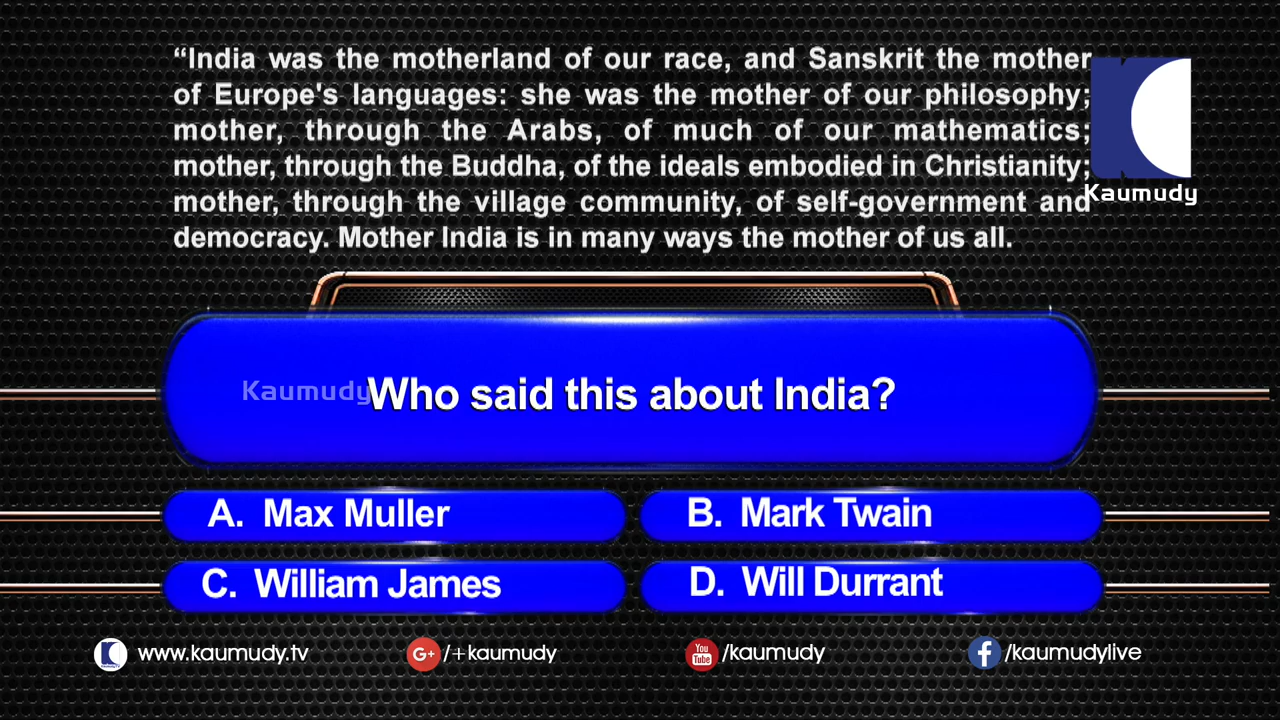 “India was the motherland of our race, and Sanskrit the mother
of Europe's languages: she was the mother of our philosophy;
mother, through the Arabs, of much of our mathematics;
mother, through the Buddha, of the ideals embodied in Christianity;
mother, through the village community, of self-government and
democracy. Mother India is in many ways the mother of us all.
Kaumudy
Kaumudy
Who said this about India?
A. Max Muller
B. Mark Twain
C. William James
D. Will Durrant
www.kaumudy.tv
G+ /+kaumudy
You Tube /kaumudy
f /kaumudylive